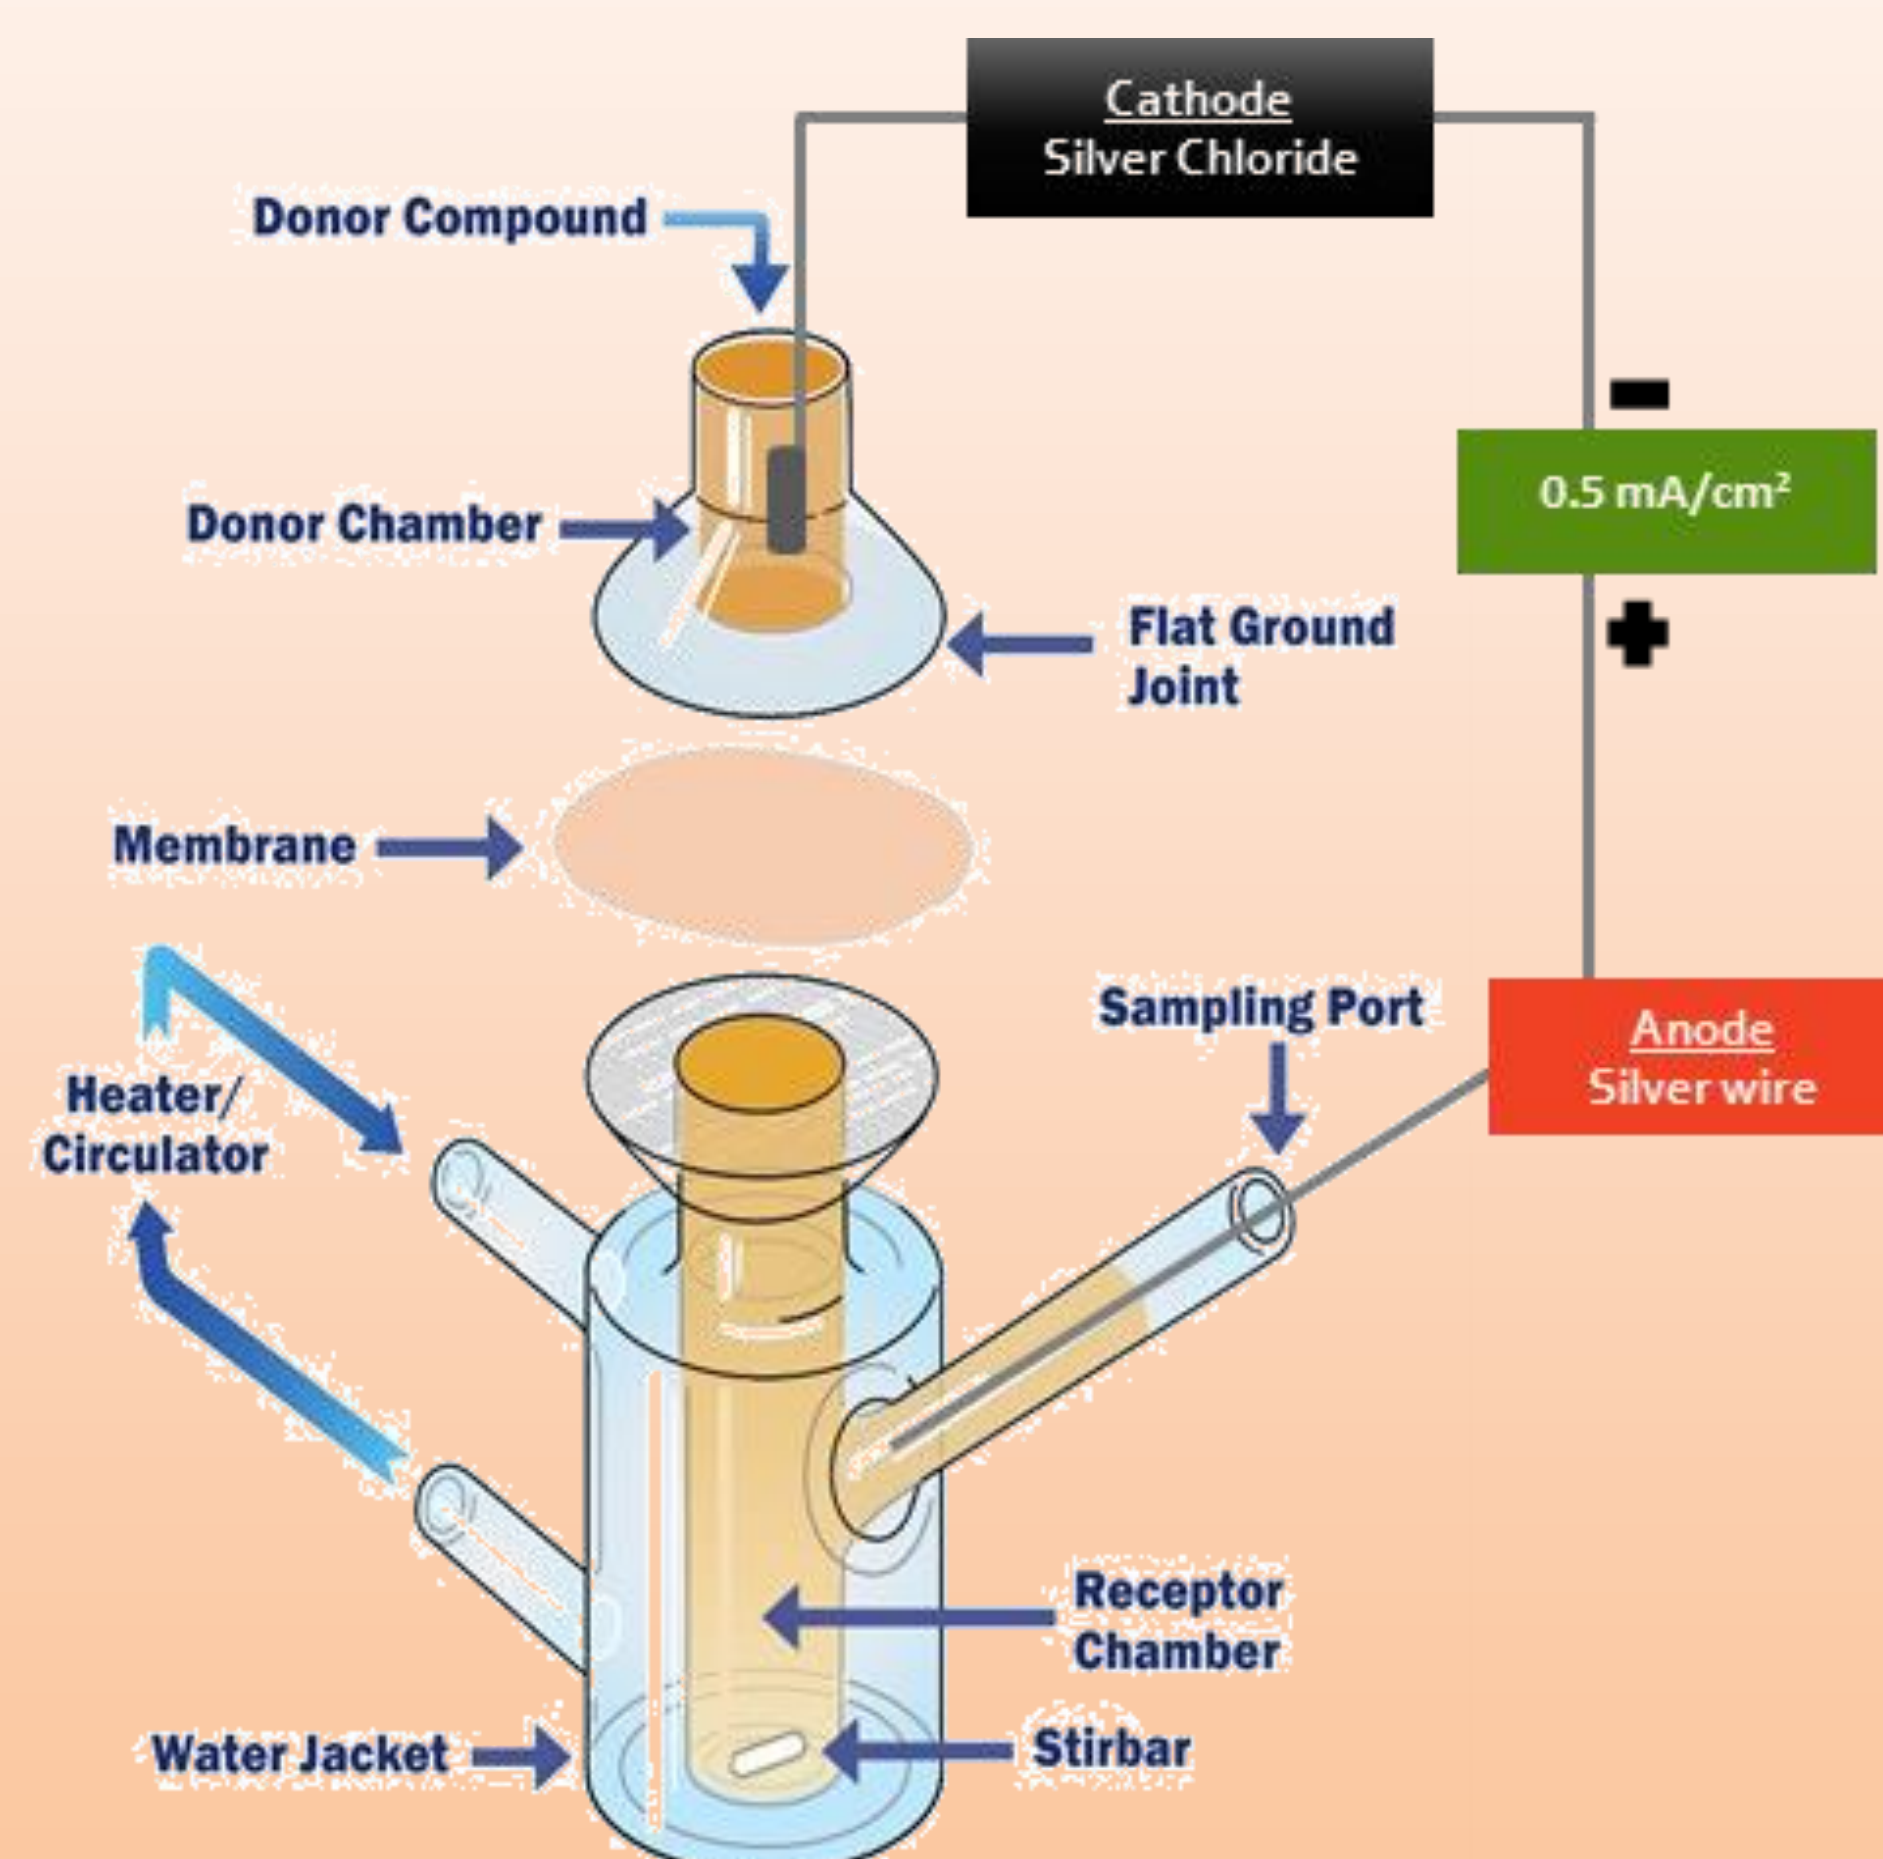 Cathode
Silver Chloride
Donor Compound
0.5 mA/cm²
Donor Chamber
Flat Ground
Joint
Membrane
Sampling Port
Anode
Silver wire
Heater/
Circulator
Receptor
Chamber
Water Jacket
Stirbar